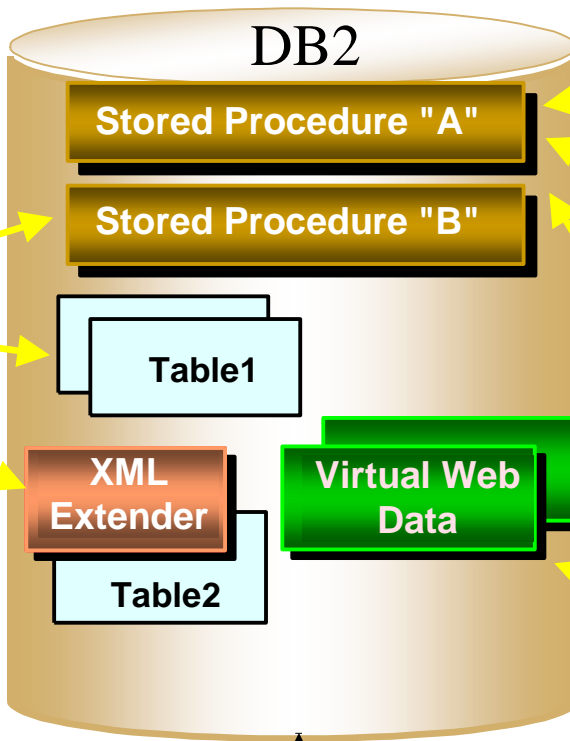 DB2
Stored Procedure "A"
Stored Procedure "B"
Table1
XML
Extender
Virtual Web
Data
Table2